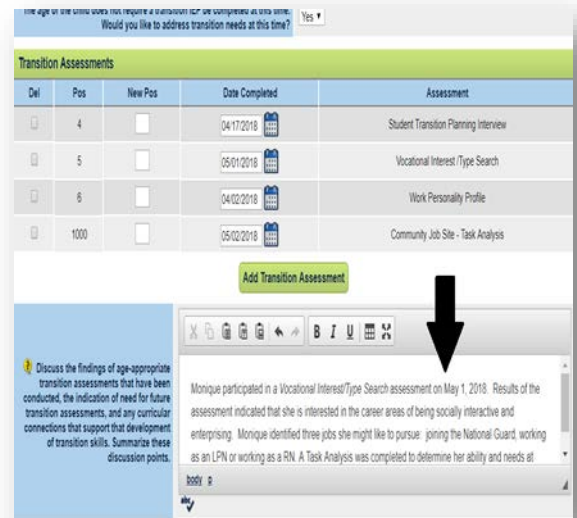 The age of the child does not require a transition IEP be completed at this time.
Would you like to address transition needs at this time? Yes
Transition Assessments
Del Pos New Pos Date Completed Assessment
4 04/17/2018 Student Transition Planning Interview
5 05/01/2018 Vocational Interest /Type Search
6 04/02/2018 Work Personality Profile
1000 05/02/2018 Community Job Site - Task Analysis
Add Transition Assessment
B I U
Discuss the findings of age-appropriate
transition assessments that have been
conducted, the indication of need for future
transition assessments, and any curricular
connections that support that development
of transition skills. Summarize these
discussion points.
Monique participated in a Vocational Interest/Type Search assessment on May 1, 2018. Results of the
assessment indicated that she is interested in the career areas of being socially interactive and
enterprising. Monique identified three jobs she might like to pursue: joining the National Guard, working
as an LPN or working as a RN. A Task Analysis was completed to determine her ability and needs at
body p
abc